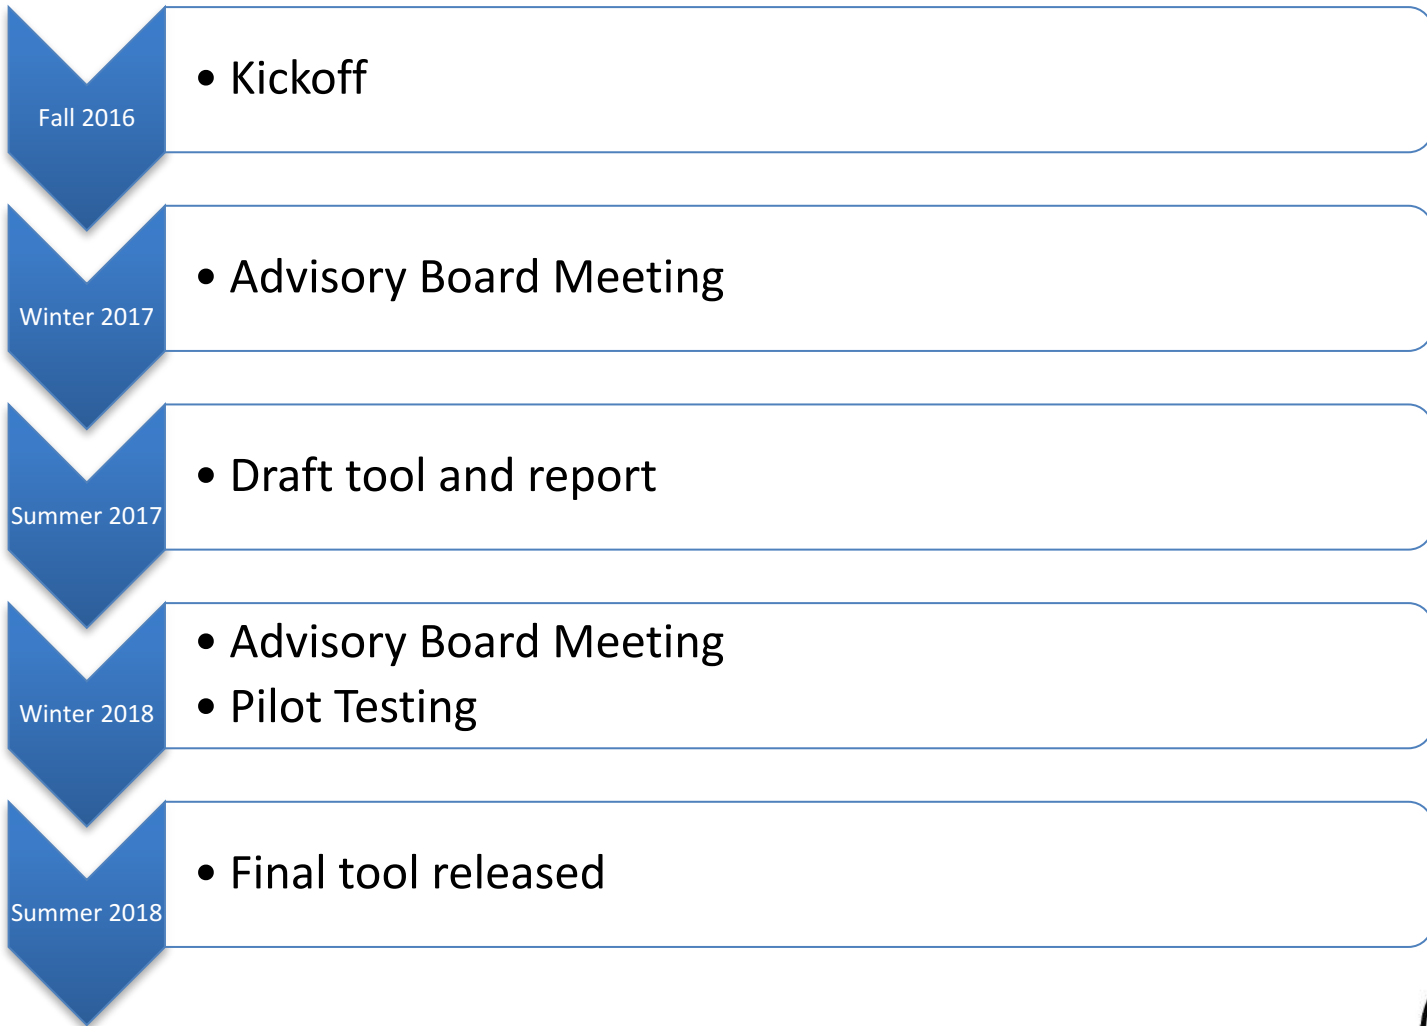 Fall 2016
• Kickoff
Winter 2017
• Advisory Board Meeting
Summer 2017
• Draft tool and report
Winter 2018
• Advisory Board Meeting
• Pilot Testing
Summer 2018
• Final tool released